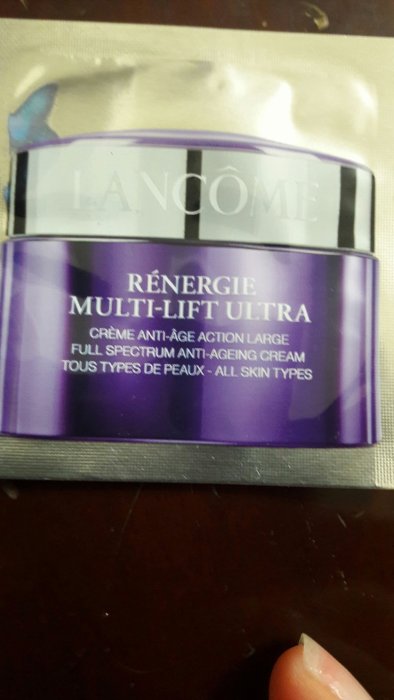 LANCÔME
RÉNERGIE
MULTI-LIFT ULTRA
CRÈME ANTI-ÂGE ACTION LARGE
FULL SPECTRUM ANTI-AGEING CREAM
TOUS TYPES DE PEAUX - ALL SKIN TYPES